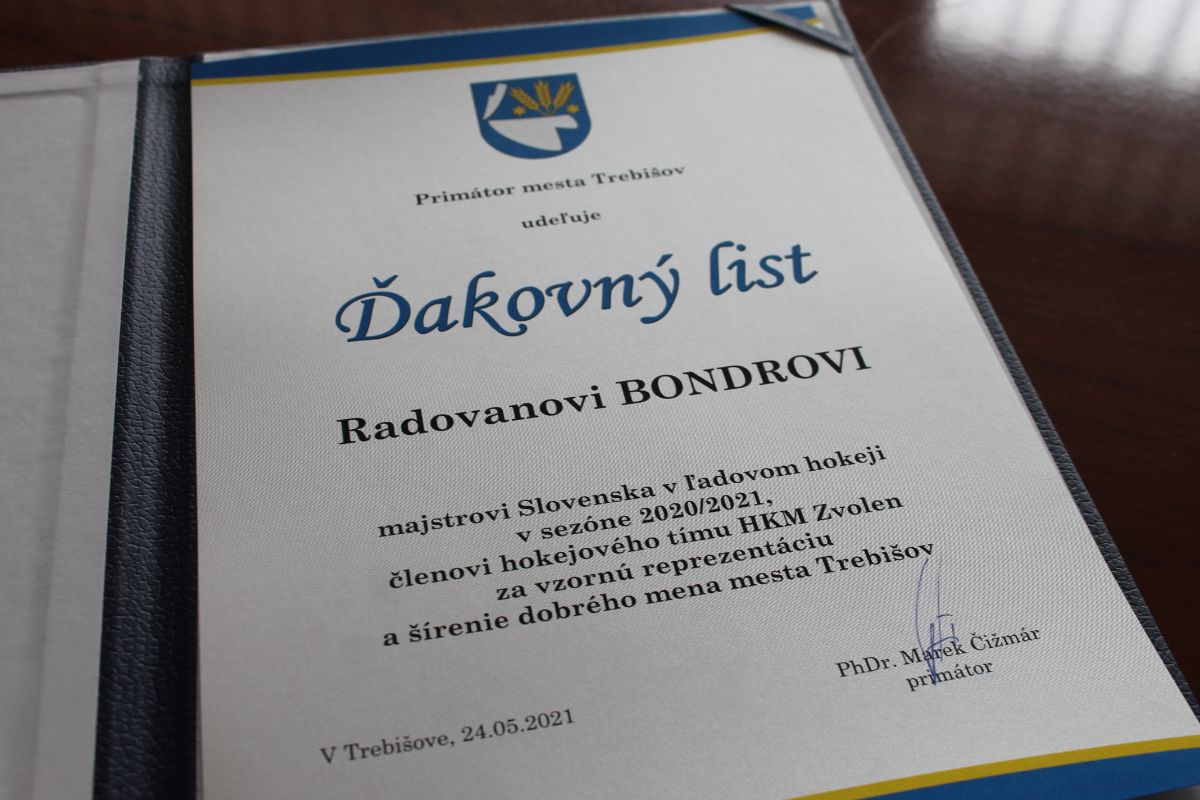 Primátor mesta Trebišov
udeľuje
Ďakovný list
Radovanovi BONDROVI
majstrovi Slovenska v ľadovom hokeji
v sezóne 2020/2021,
členovi hokejového tímu HKM Zvolen
za vzornú reprezentáciu
a šírenie dobrého mena mesta Trebišov
PhDr. Marek Čižmár
primátor
V Trebišove, 24.05.2021